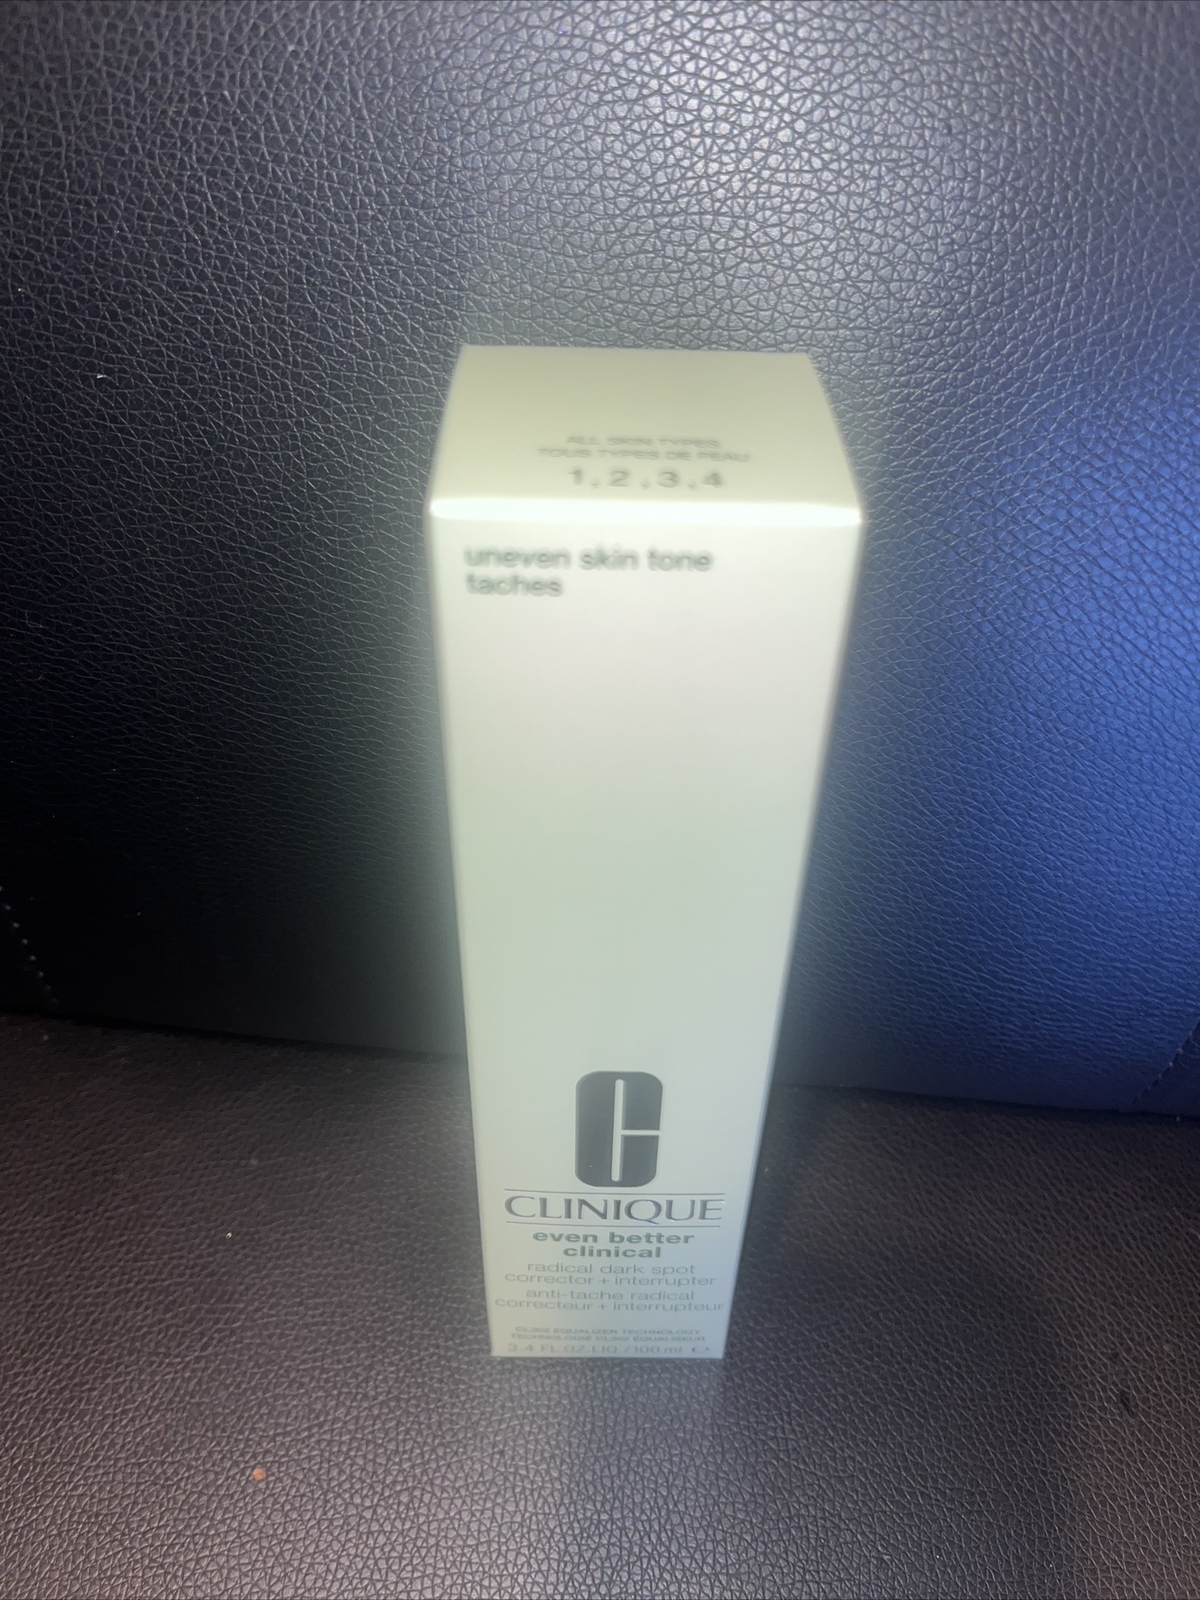 ALL SKIN TYPES
TOUS TYPES DE PEAU
1, 2, 3, 4
uneven skin tone
taches
CLINIQUE
even better
clinical
radical dark spot
corrector + interrupter
anti-tache radical
correcteur + interrupteur
CL302 EQUALIZER TECHNOLOGY
TECHNOLOGIE CL302 EQUALISEUR
3.4 FL.OZ.LIQ./100 ml e